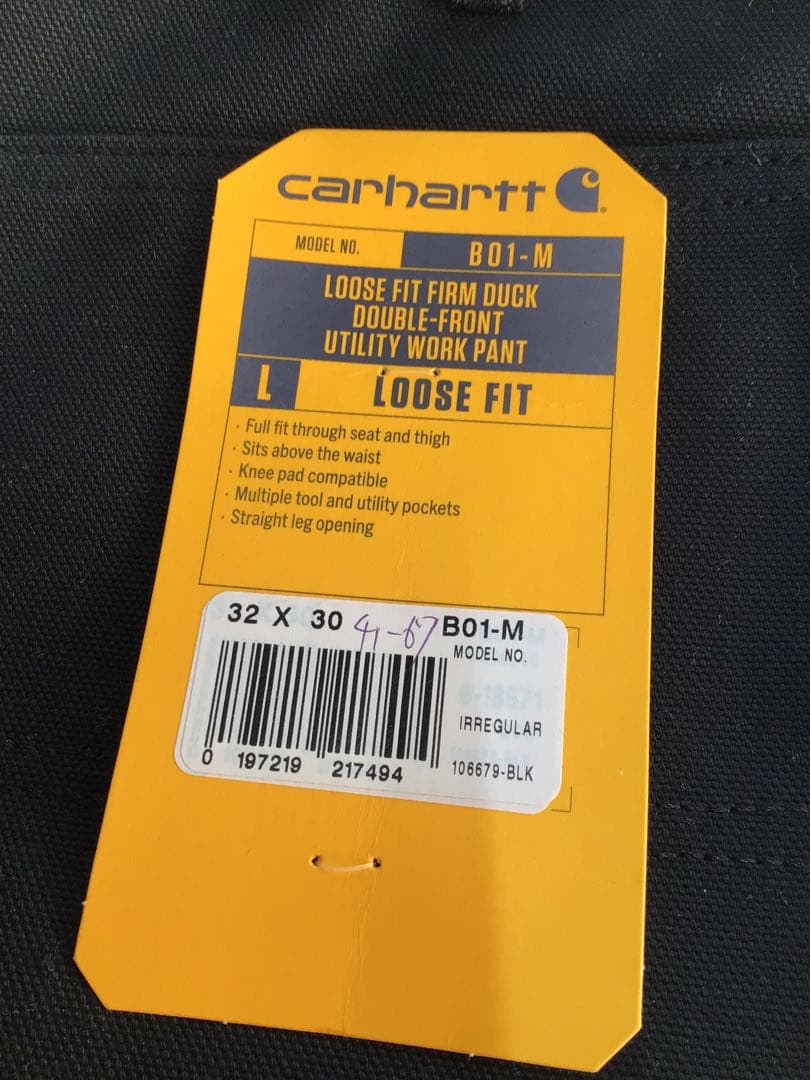 carhartt
MODEL NO. B01-M
LOOSE FIT FIRM DUCK
DOUBLE-FRONT
UTILITY WORK PANT
L LOOSE FIT
· Full fit through seat and thigh
· Sits above the waist
· Knee pad compatible
· Multiple tool and utility pockets
· Straight leg opening
32 X 30 B01-M
MODEL NO.
IRREGULAR
106679-BLK
0 197219 217494